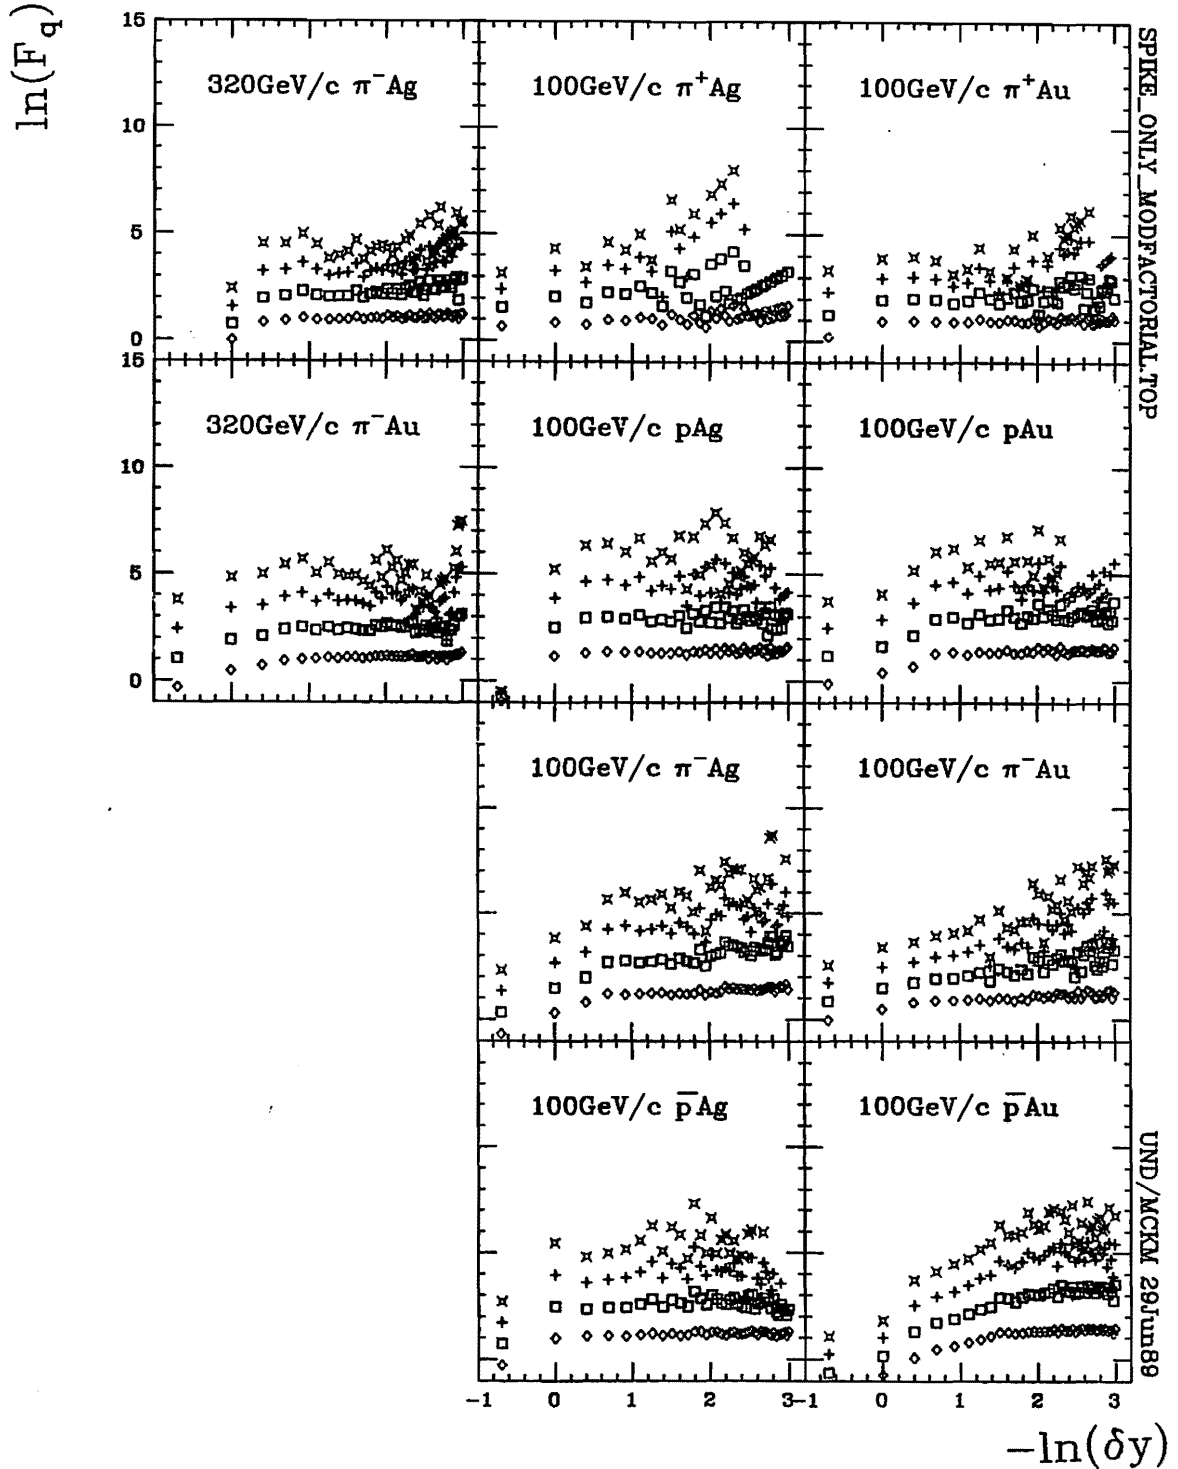 ln(F_q)
15
10
5
0
320GeV/c π⁻Ag
100GeV/c π⁺Ag
100GeV/c π⁺Au
15
10
5
0
320GeV/c π⁻Au
100GeV/c pAg
100GeV/c pAu
100GeV/c π⁻Ag
100GeV/c π⁻Au
100GeV/c p̅Ag
100GeV/c p̅Au
-1 0 1 2 3-1 0 1 2 3
−ln(δy)
SPIKE_ONLY_MODFACTORIAL.TOP
UND/MCKM 29Jun89